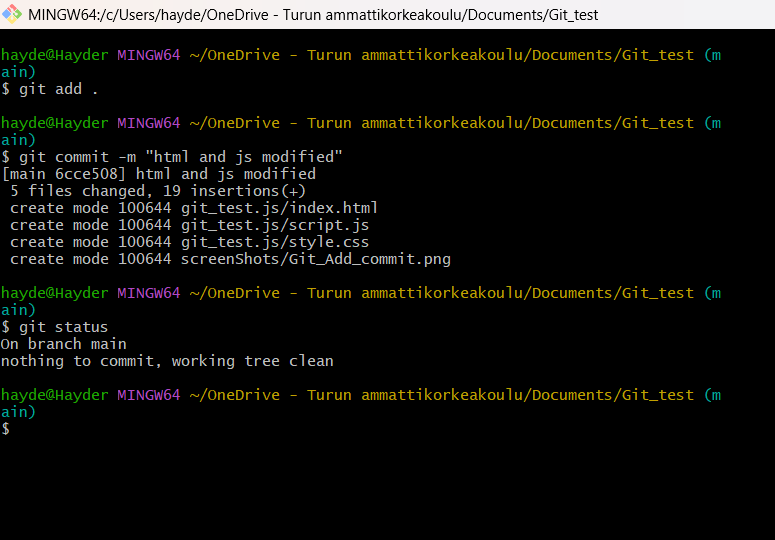 MINGW64:/c/Users/hayde/OneDrive - Turun ammattikorkeakoulu/Documents/Git_test
hayde@Hayder MINGW64 ~/OneDrive - Turun ammattikorkeakoulu/Documents/Git_test (m
ain)
$ git add .
hayde@Hayder MINGW64 ~/OneDrive - Turun ammattikorkeakoulu/Documents/Git_test (m
ain)
$ git commit -m "html and js modified"
[main 6cce508] html and js modified
 5 files changed, 19 insertions(+)
 create mode 100644 git_test.js/index.html
 create mode 100644 git_test.js/script.js
 create mode 100644 git_test.js/style.css
 create mode 100644 screenShots/Git_Add_commit.png
hayde@Hayder MINGW64 ~/OneDrive - Turun ammattikorkeakoulu/Documents/Git_test (m
ain)
$ git status
On branch main
nothing to commit, working tree clean
hayde@Hayder MINGW64 ~/OneDrive - Turun ammattikorkeakoulu/Documents/Git_test (m
ain)
$